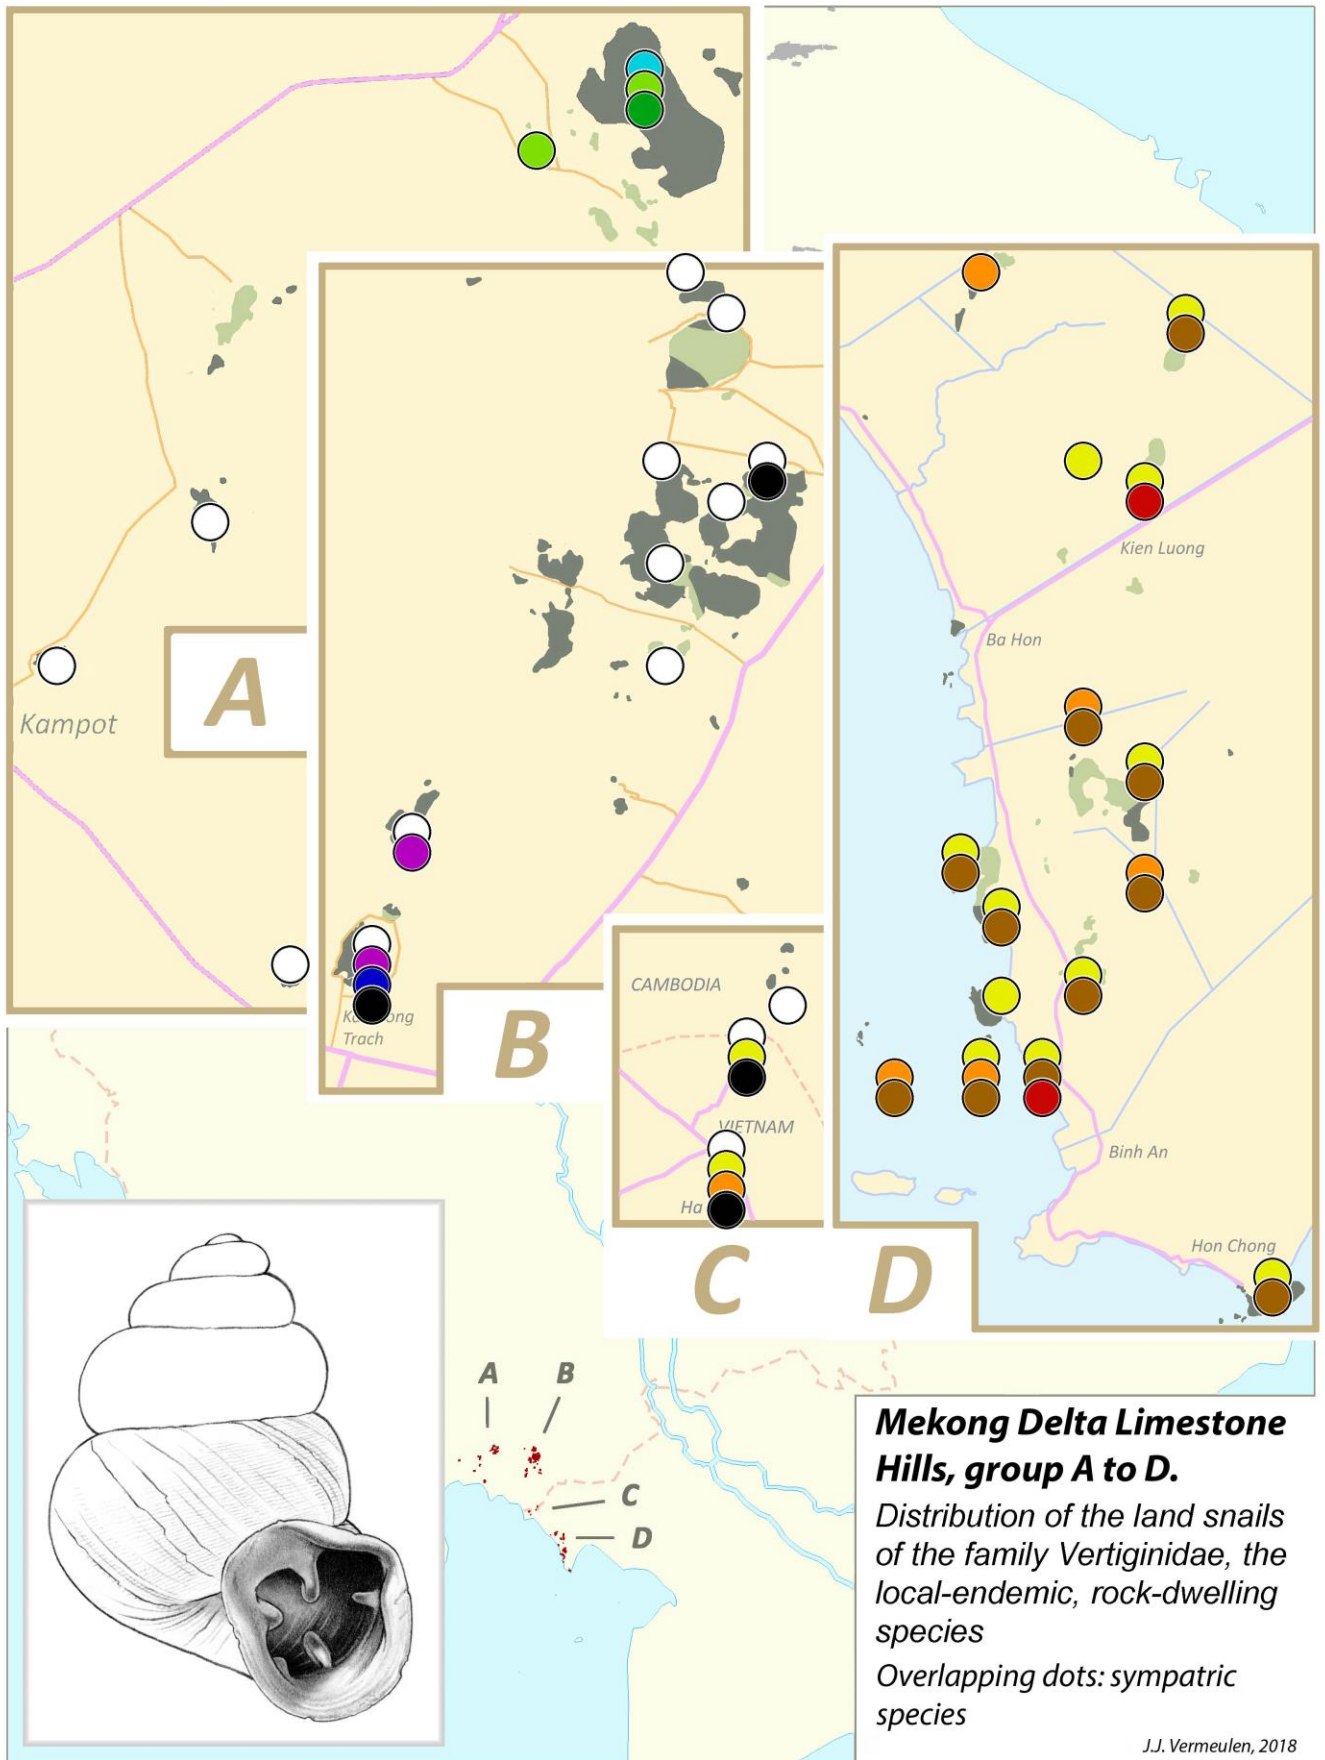 A
Kampot
B
Trach
CAMBODIA
VIETNAM
Ha
C
D
Kien Luong
Ba Hon
Binh An
Hon Chong
A
B
C
D
Mekong Delta Limestone
Hills, group A to D.
Distribution of the land snails
of the family Vertiginidae, the
local-endemic, rock-dwelling
species
Overlapping dots: sympatric
species
J.J. Vermeulen, 2018